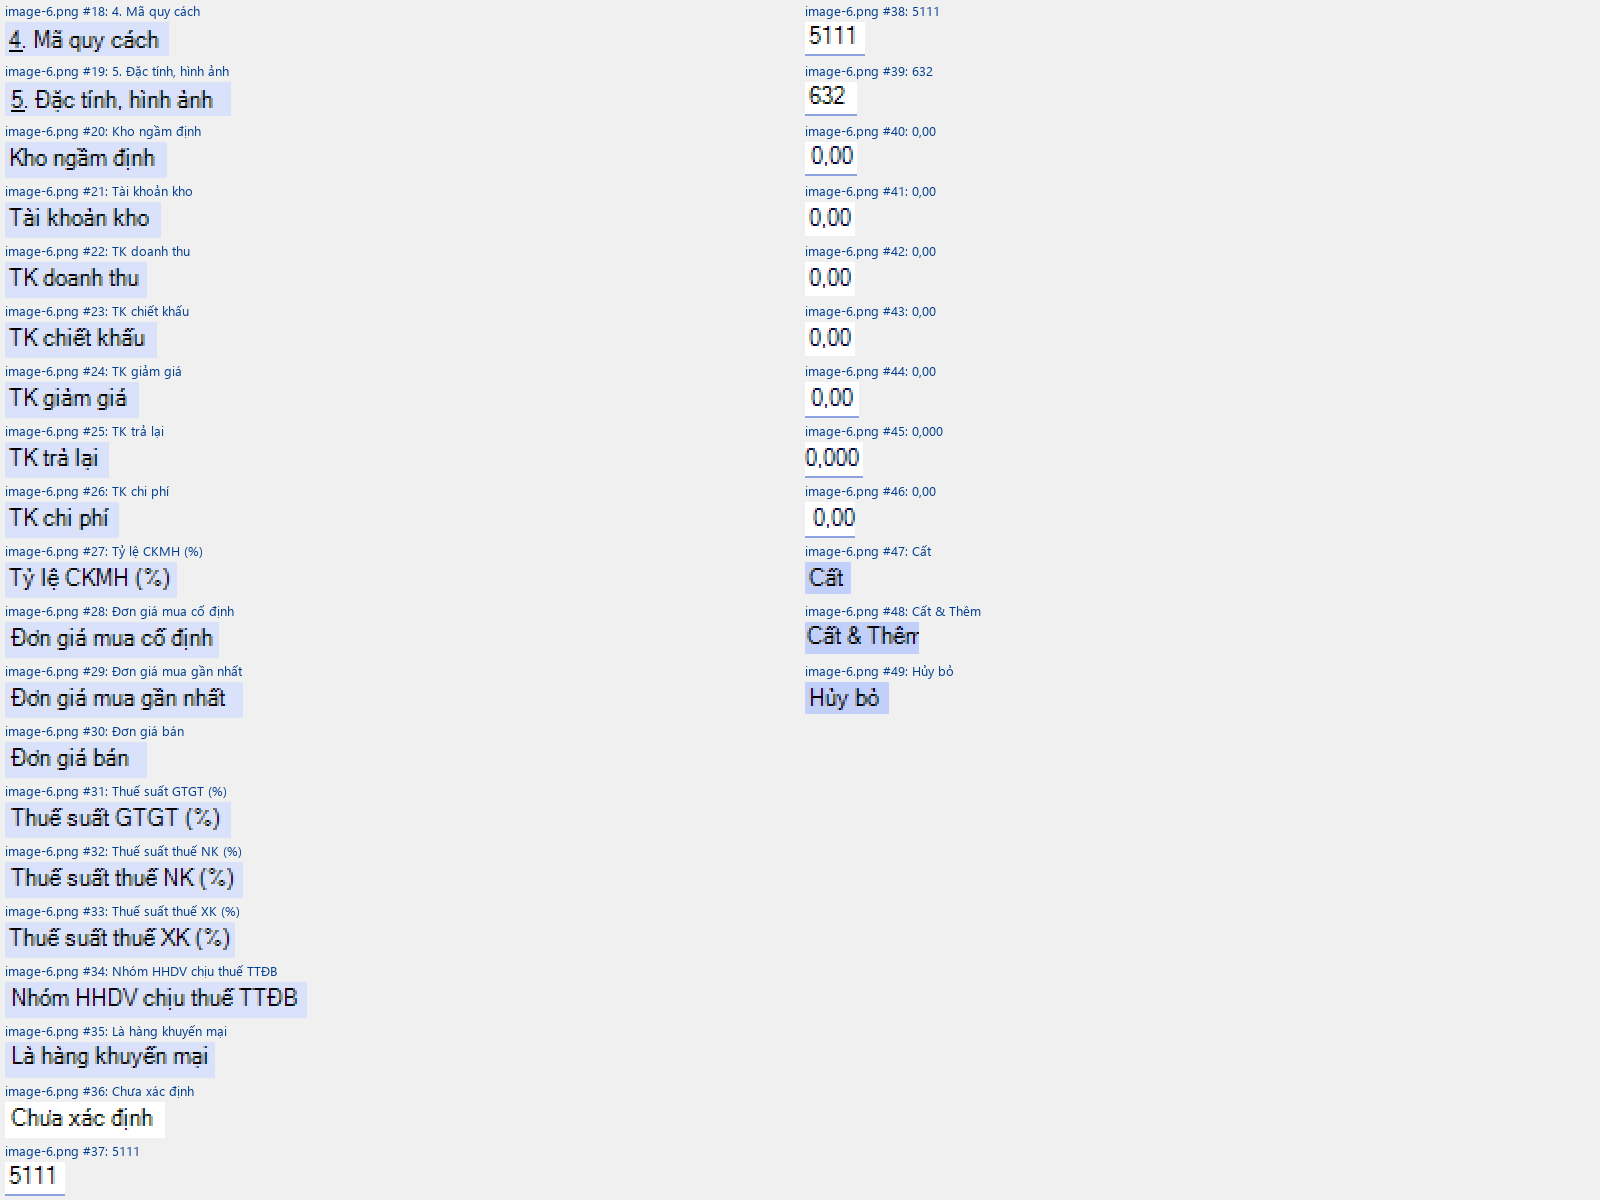 image-6.png #18: 4. Mã quy cách
4. Mã quy cách
image-6.png #19: 5. Đặc tính, hình ảnh
5. Đặc tính, hình ảnh
image-6.png #20: Kho ngầm định
Kho ngầm định
image-6.png #21: Tài khoản kho
Tài khoản kho
image-6.png #22: TK doanh thu
TK doanh thu
image-6.png #23: TK chiết khấu
TK chiết khấu
image-6.png #24: TK giảm giá
TK giảm giá
image-6.png #25: TK trả lại
TK trả lại
image-6.png #26: TK chi phí
TK chi phí
image-6.png #27: Tỷ lệ CKMH (%)
Tỷ lệ CKMH (%)
image-6.png #28: Đơn giá mua cố định
Đơn giá mua cố định
image-6.png #29: Đơn giá mua gần nhất
Đơn giá mua gần nhất
image-6.png #30: Đơn giá bán
Đơn giá bán
image-6.png #31: Thuế suất GTGT (%)
Thuế suất GTGT (%)
image-6.png #32: Thuế suất thuế NK (%)
Thuế suất thuế NK (%)
image-6.png #33: Thuế suất thuế XK (%)
Thuế suất thuế XK (%)
image-6.png #34: Nhóm HHDV chịu thuế TTĐB
Nhóm HHDV chịu thuế TTĐB
image-6.png #35: Là hàng khuyến mại
Là hàng khuyến mại
image-6.png #36: Chưa xác định
Chưa xác định
image-6.png #37: 5111
5111
image-6.png #38: 5111
5111
image-6.png #39: 632
632
image-6.png #40: 0,00
0,00
image-6.png #41: 0,00
0,00
image-6.png #42: 0,00
0,00
image-6.png #43: 0,00
0,00
image-6.png #44: 0,00
0,00
image-6.png #45: 0,000
0,000
image-6.png #46: 0,00
0,00
image-6.png #47: Cất
Cất
image-6.png #48: Cất & Thêm
Cất & Thêm
image-6.png #49: Hủy bỏ
Hủy bỏ